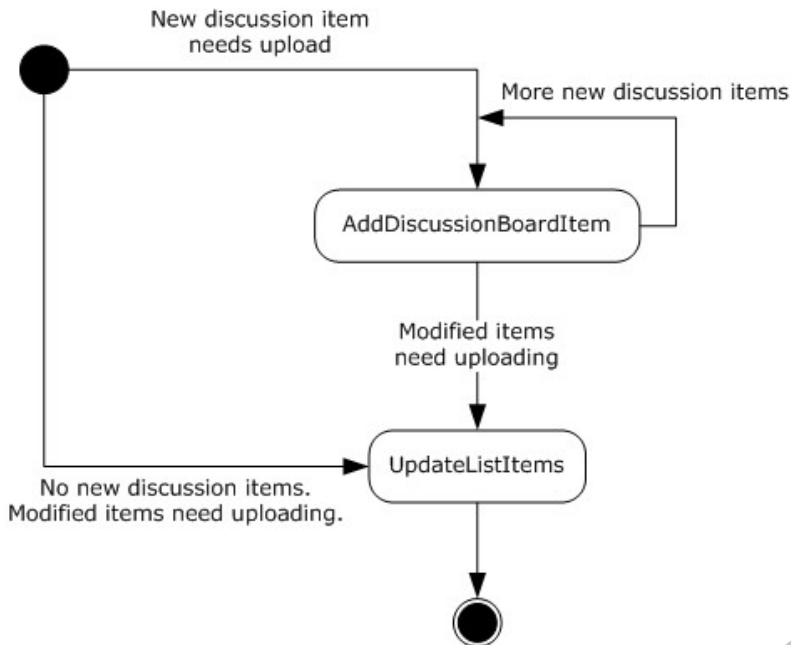 New discussion item
needs upload
More new discussion items
AddDiscussionBoardItem
Modified items
need uploading
UpdateListItems
No new discussion items.
Modified items need uploading.